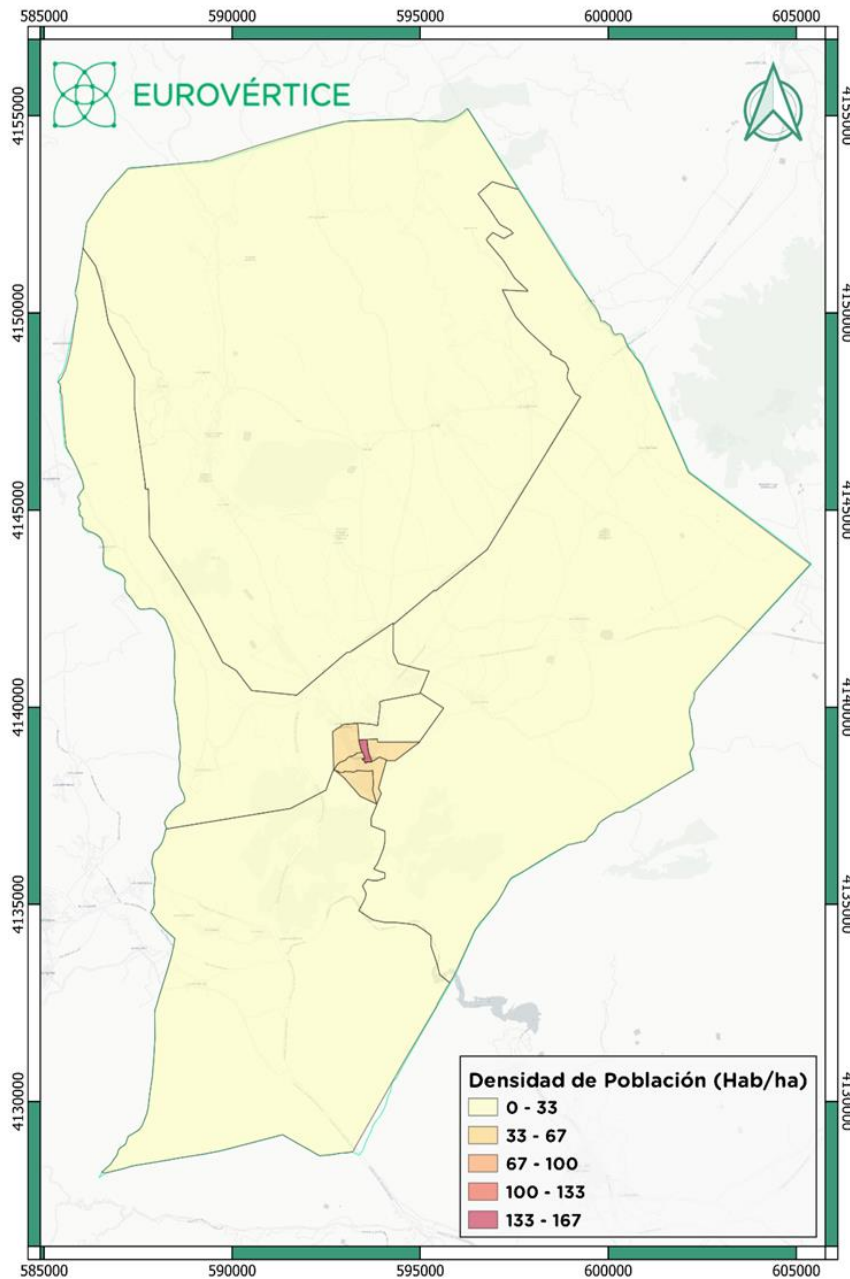 585000 590000 595000 600000 605000
EUROVÉRTICE
4155000 4155000
4150000 4150000
4145000 4145000
4140000 4140000
4135000 4135000
4130000 4130000
Densidad de Población (Hab/ha)
0 - 33
33 - 67
67 - 100
100 - 133
133 - 167
585000 590000 595000 600000 605000